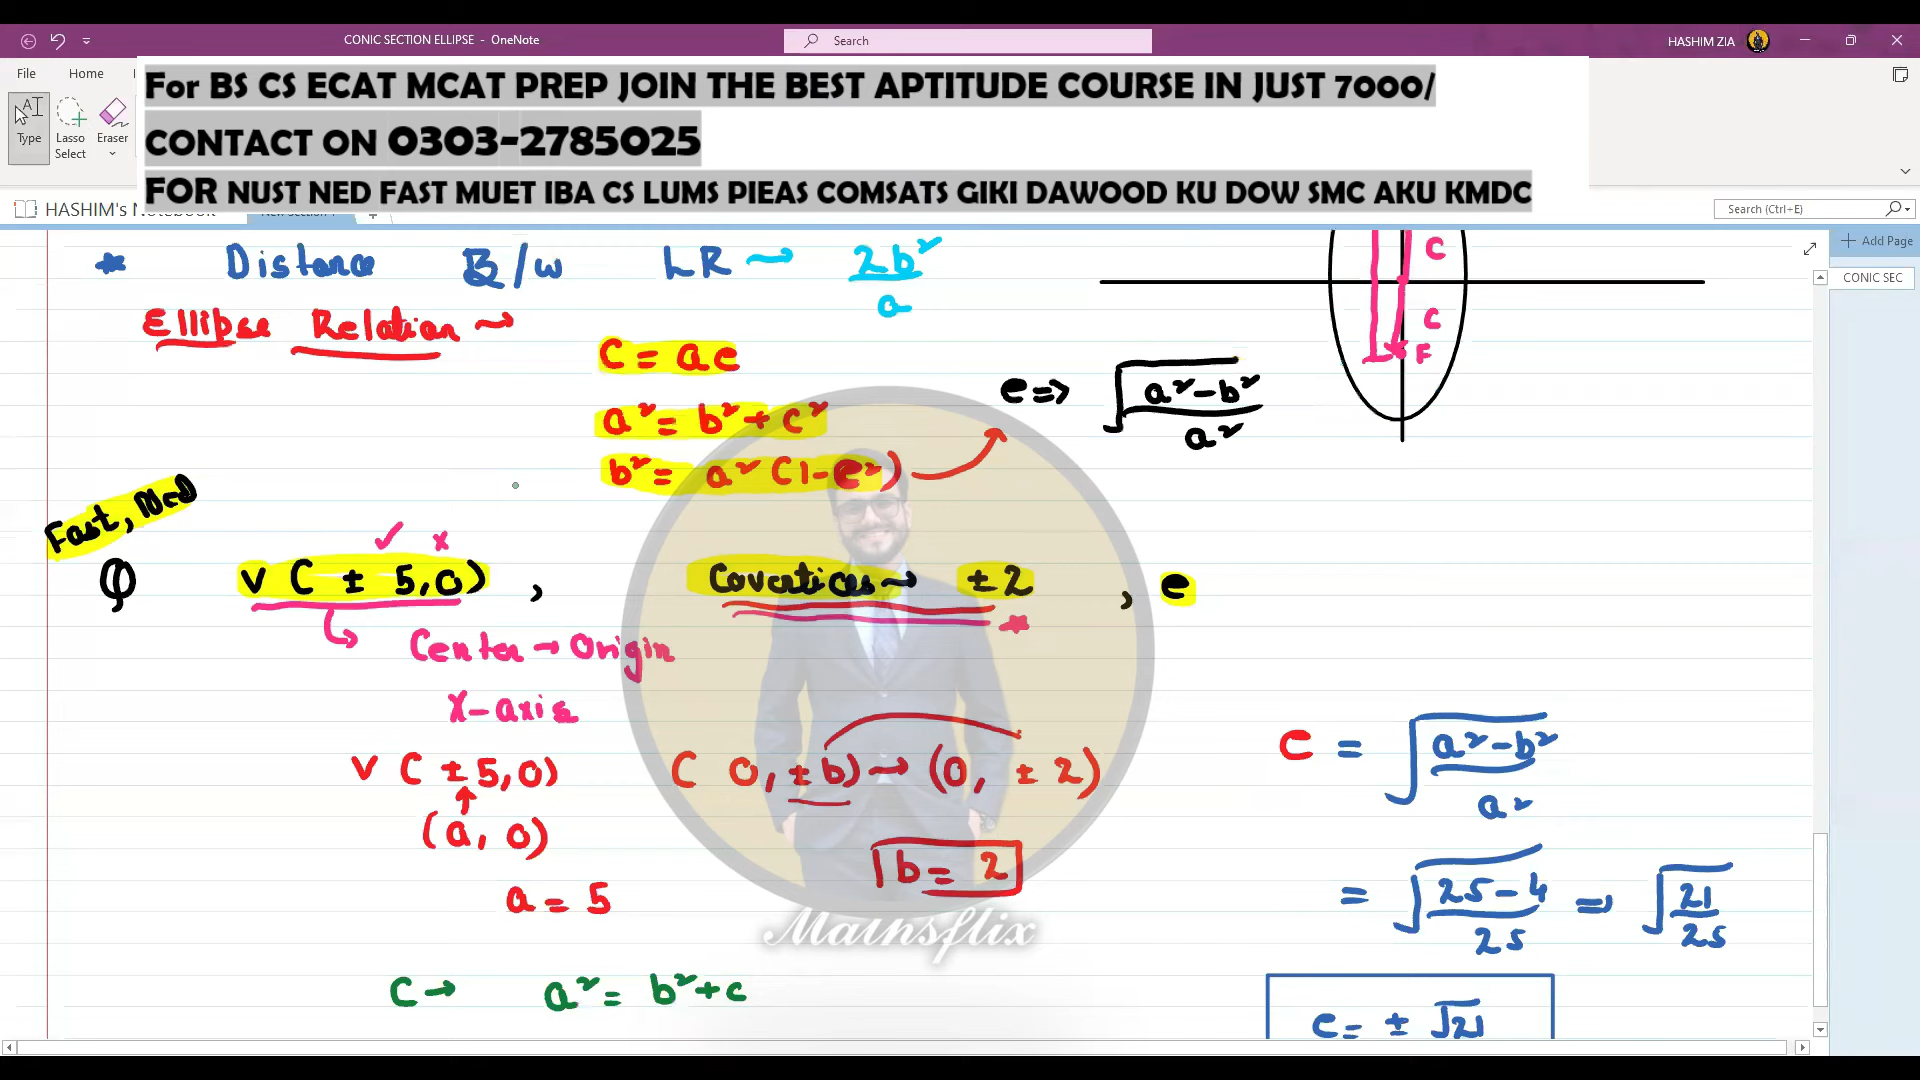 CONIC SECTION ELLIPSE - OneNote
Search
HASHIM ZIA
File Home
For BS CS ECAT MCAT PREP JOIN THE BEST APTITUDE COURSE IN JUST 7000/
CONTACT ON 0303-2785025
FOR NUST NED FAST MUET IBA CS LUMS PIEAS COMSATS GIKI DAWOOD KU DOW SMC AKU KMDC
Type
Lasso Select
Eraser
HASHIM's Notebook
Search (Ctrl+E)
Add Page
CONIC SEC
* Distance B/w LR → 2b²/a
Ellipse Relation →
C = ae
a² = b² + c²
b² = a² (1-e²)
e ⇒ √(a²-b²/a²)
C
C
F
Fast, Ned
Q V ( ± 5,0) , Covertices → ± 2 , e
✓ x
Center → Origin
X-axis
V ( ± 5,0)
(a, 0)
a = 5
( 0, ± b) → (0, ± 2)
b = 2
C → a² = b² + c
e = √(a²-b²/a²)
= √(25-4/25) ⇒ √(21/25)
e = ± √21
Mainsflix